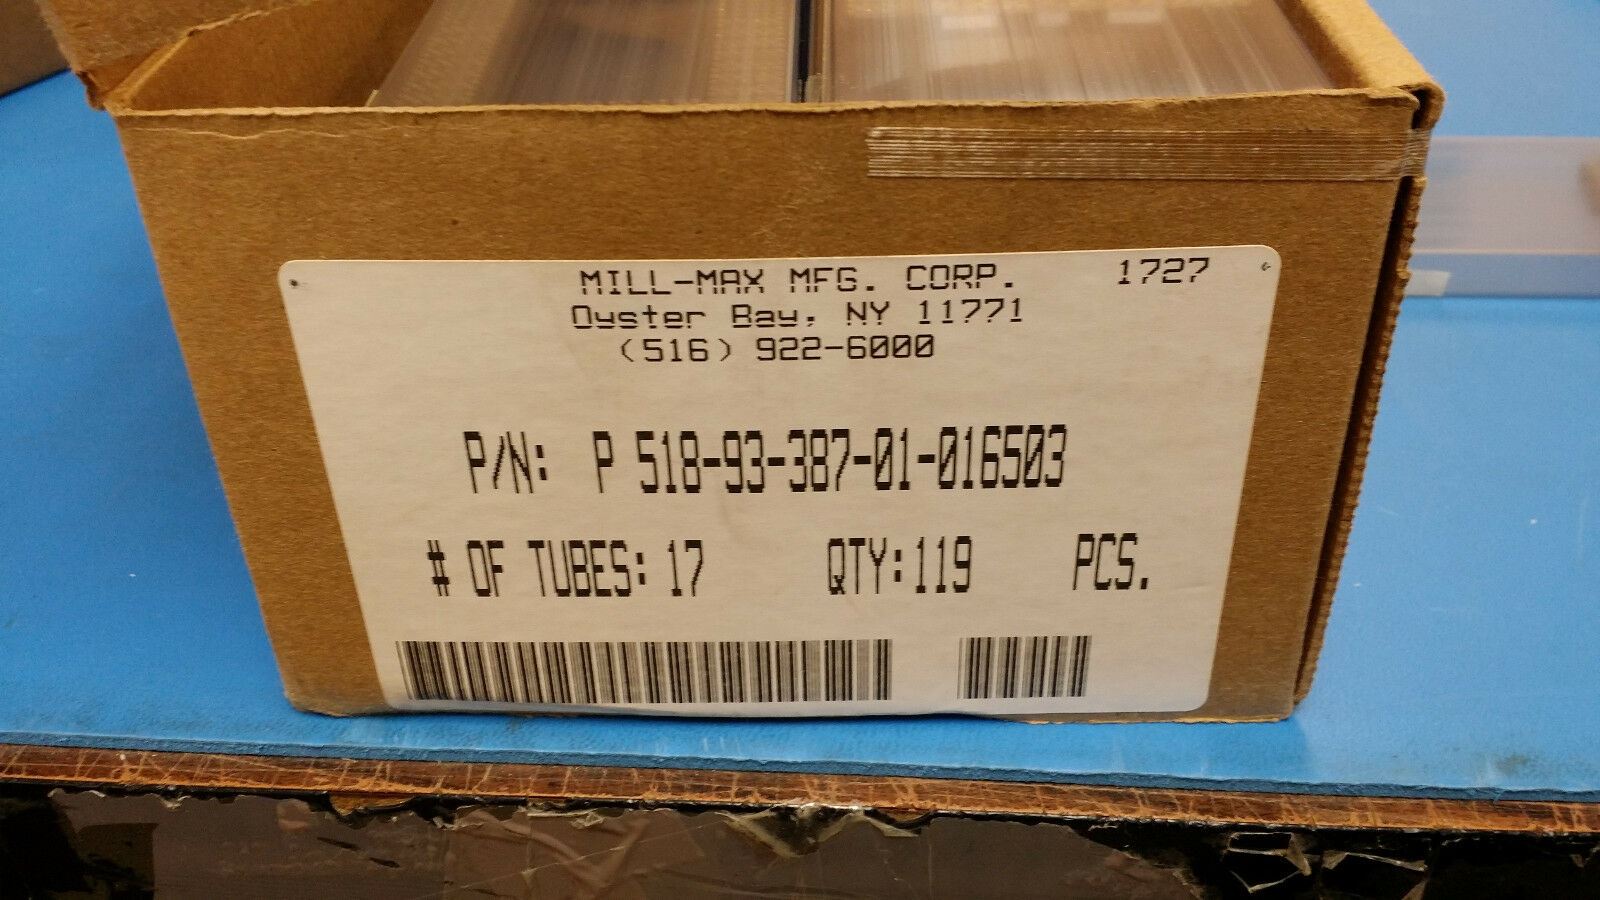 MILL-MAX MFG. CORP. 1727
Oyster Bay, NY 11771
(516) 922-6000
P/N: P 518-93-387-01-016503
# OF TUBES: 17 QTY:119 PCS.